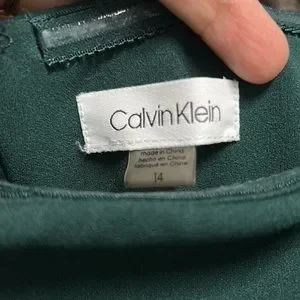 Calvin Klein
made in China
hecho en China
fabriqué en Chine
14